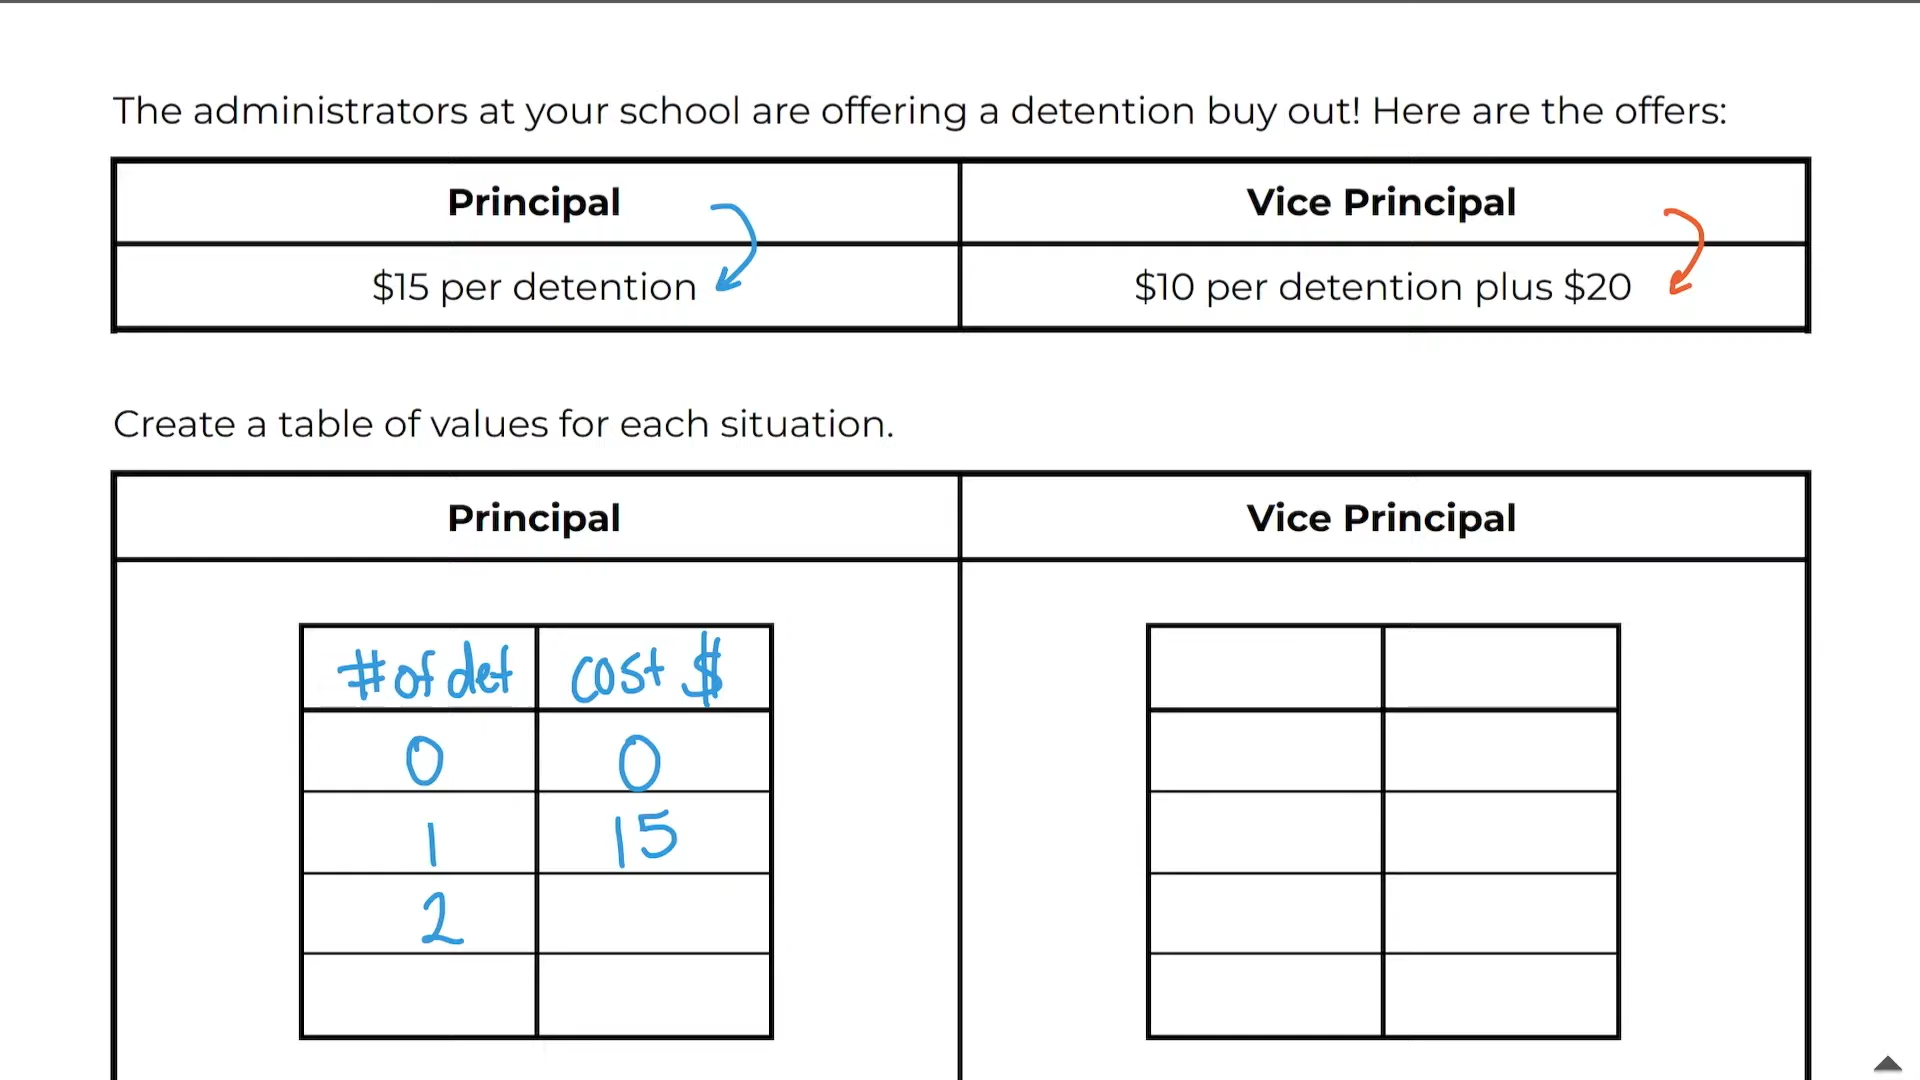 The administrators at your school are offering a detention buy out! Here are the offers:
Principal Vice Principal
$15 per detention $10 per detention plus $20
Create a table of values for each situation.
Principal Vice Principal
# of det cost $
0 0
1 15
2